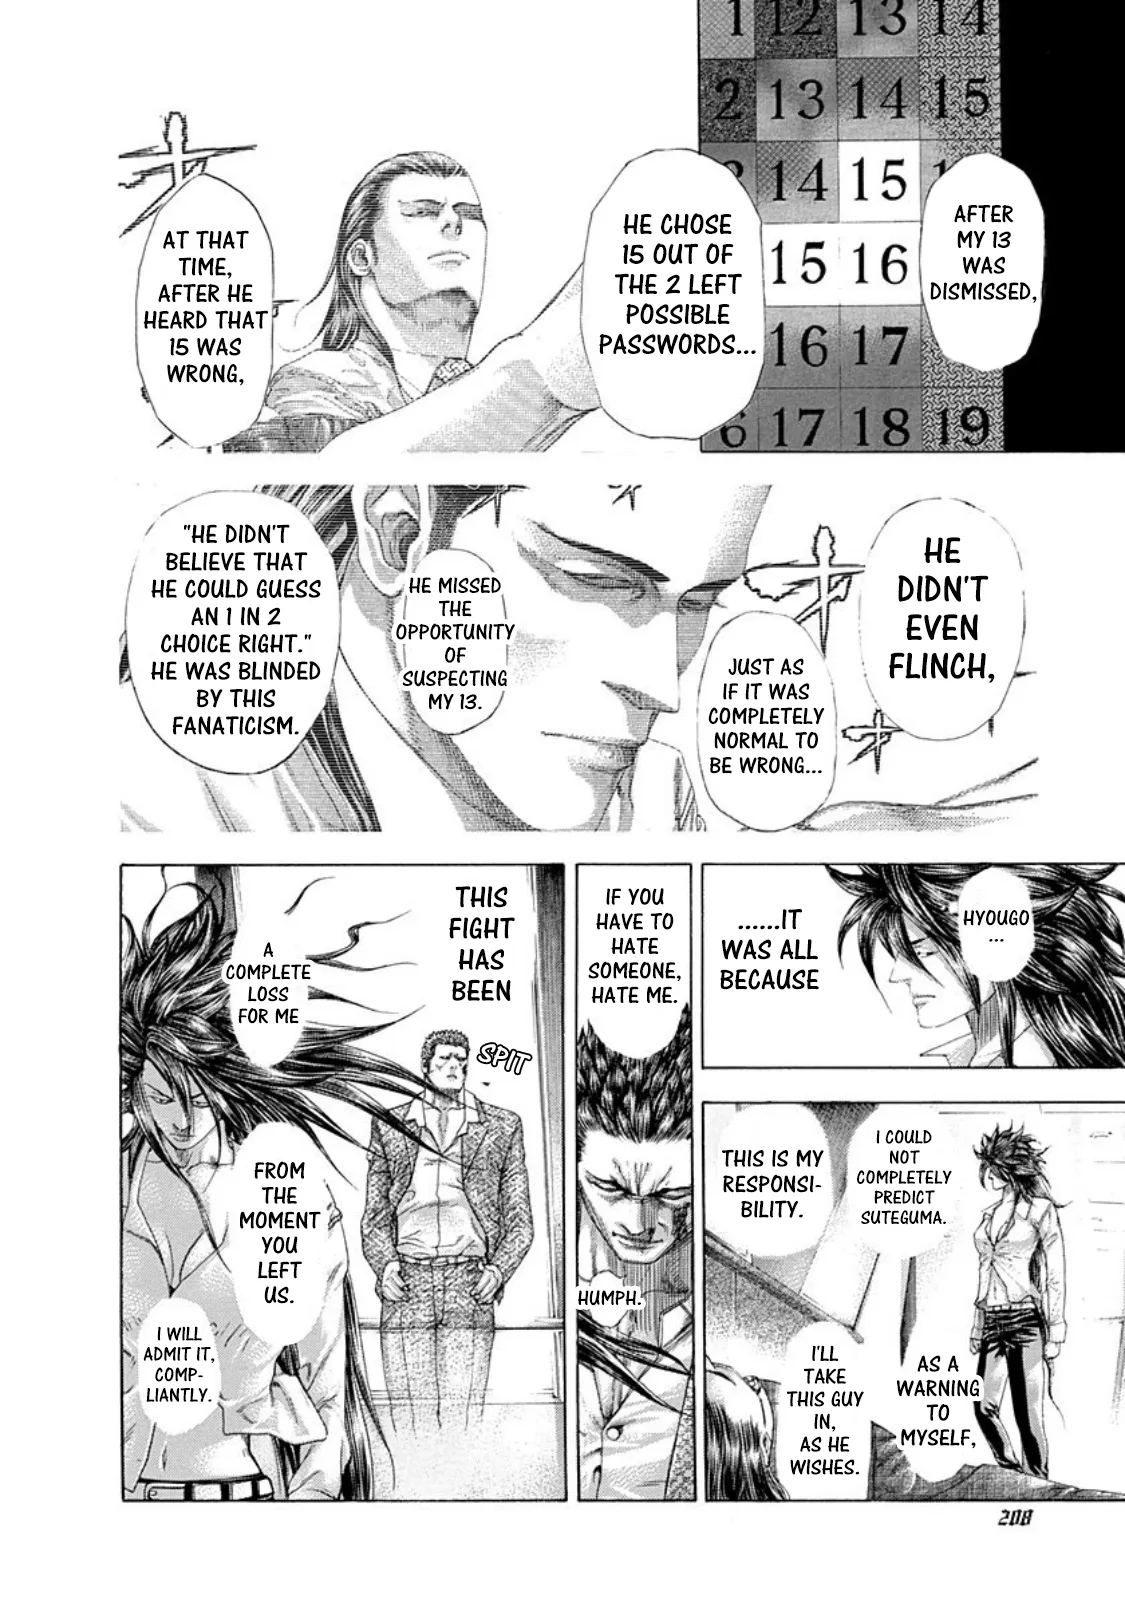 1 12 13 14
2 13 14 15
14 15
15 16
16 17
6 17 18 19
AFTER
MY 13
WAS
DISMISSED,
HE CHOSE
15 OUT OF
THE 2 LEFT
POSSIBLE
PASSWORDS...
AT THAT
TIME,
AFTER HE
HEARD THAT
15 WAS
WRONG,
HE
DIDN'T
EVEN
FLINCH,
JUST AS
IF IT WAS
COMPLETELY
NORMAL TO
BE WRONG...
HE MISSED
THE
OPPORTUNITY
OF
SUSPECTING
MY 13.
"HE DIDN'T
BELIEVE THAT
HE COULD GUESS
AN 1 IN 2
CHOICE RIGHT."
HE WAS BLINDED
BY THIS
FANATICISM.
HYOUGO
...
......IT
WAS ALL
BECAUSE
I COULD
NOT
COMPLETELY
PREDICT
SUTEGUMA.
THIS IS MY
RESPONSI-
BILITY.
AS A
WARNING
TO
MYSELF,
I'LL
TAKE
THIS GUY
IN,
AS HE
WISHES.
IF YOU
HAVE TO
HATE
SOMEONE,
HATE ME.
HUMPH.
THIS
FIGHT
HAS
BEEN
SPIT
A
COMPLETE
LOSS
FOR ME
FROM
THE
MOMENT
YOU
LEFT
US.
I WILL
ADMIT IT,
COMP-
LIANTLY.
208